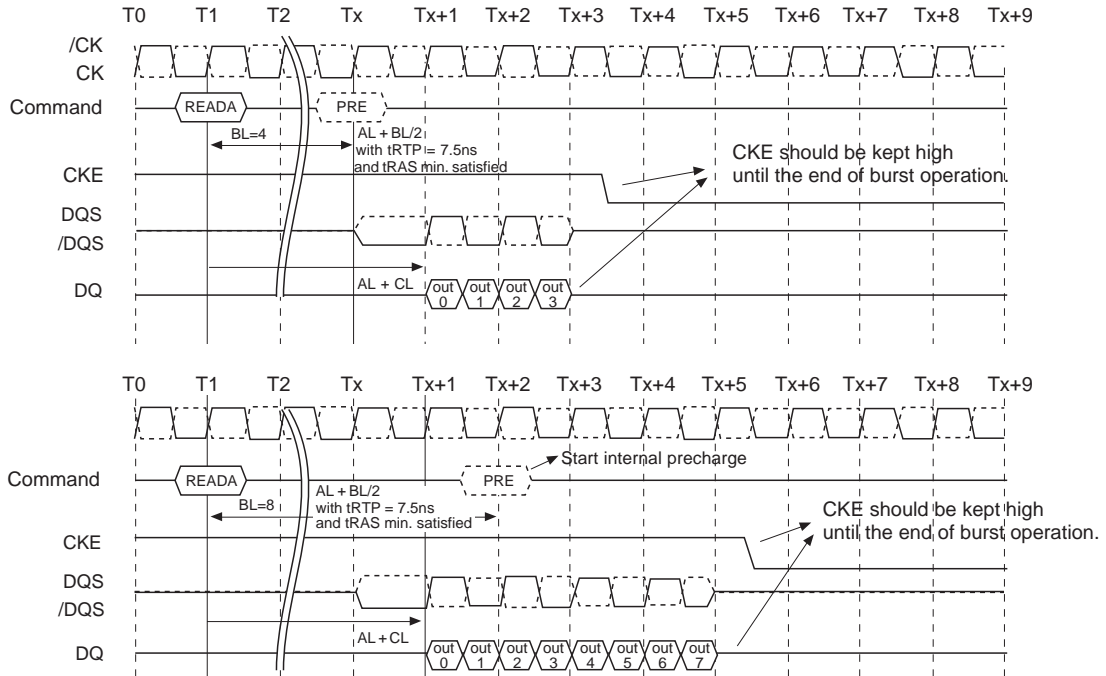 T0 T1 T2 Tx Tx+1 Tx+2 Tx+3 Tx+4 Tx+5 Tx+6 Tx+7 Tx+8 Tx+9
/CK
CK
Command READA PRE
BL=4
AL + BL/2
with tRTP = 7.5ns
and tRAS min. satisfied
CKE should be kept high
until the end of burst operation.
CKE
DQS
/DQS
AL + CL
DQ out 0 out 1 out 2 out 3
T0 T1 T2 Tx Tx+1 Tx+2 Tx+3 Tx+4 Tx+5 Tx+6 Tx+7 Tx+8 Tx+9
Start internal precharge
Command READA PRE
BL=8
AL + BL/2
with tRTP = 7.5ns
and tRAS min. satisfied
CKE should be kept high
until the end of burst operation.
CKE
DQS
/DQS
AL + CL
DQ out 0 out 1 out 2 out 3 out 4 out 5 out 6 out 7